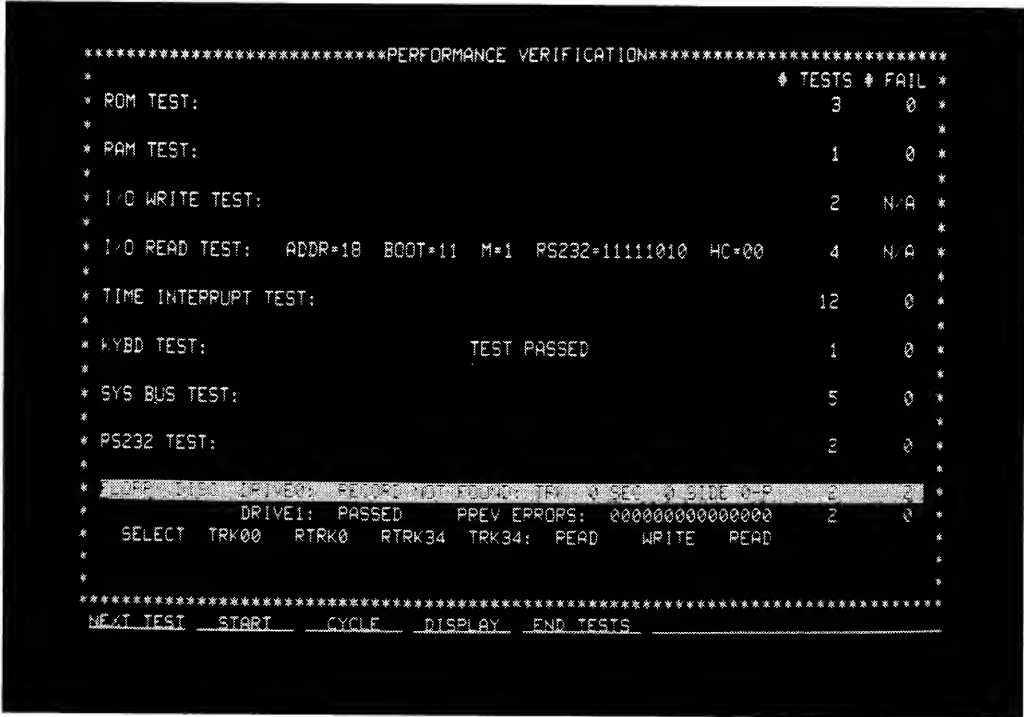 ****************************PERFORMANCE VERIFICATION****************************
* # TESTS # FAIL *
* ROM TEST: 3 0 *
* RAM TEST: 1 0 *
* I/O WRITE TEST: 2 N/A *
* I/O READ TEST: ADDR=18 BOOT=11 M=1 RS232=11111010 HC=00 4 N/A *
* TIME INTERRUPT TEST: 12 0 *
* KYBD TEST: TEST PASSED 1 0 *
* SYS BUS TEST: 5 0 *
* RS232 TEST: 2 0 *
* FLOPPY DISC DRIVE0: RECORD NOT FOUND: TRK 0 SEC 0 SIDE 0-R 2 2 *
DRIVE1: PASSED PREV ERRORS: 000000000000000 2 0 *
SELECT TRK00 RTRK0 RTRK34 TRK34: READ WRITE READ *
********************************************************************************
NEXT TEST START CYCLE DISPLAY END TESTS